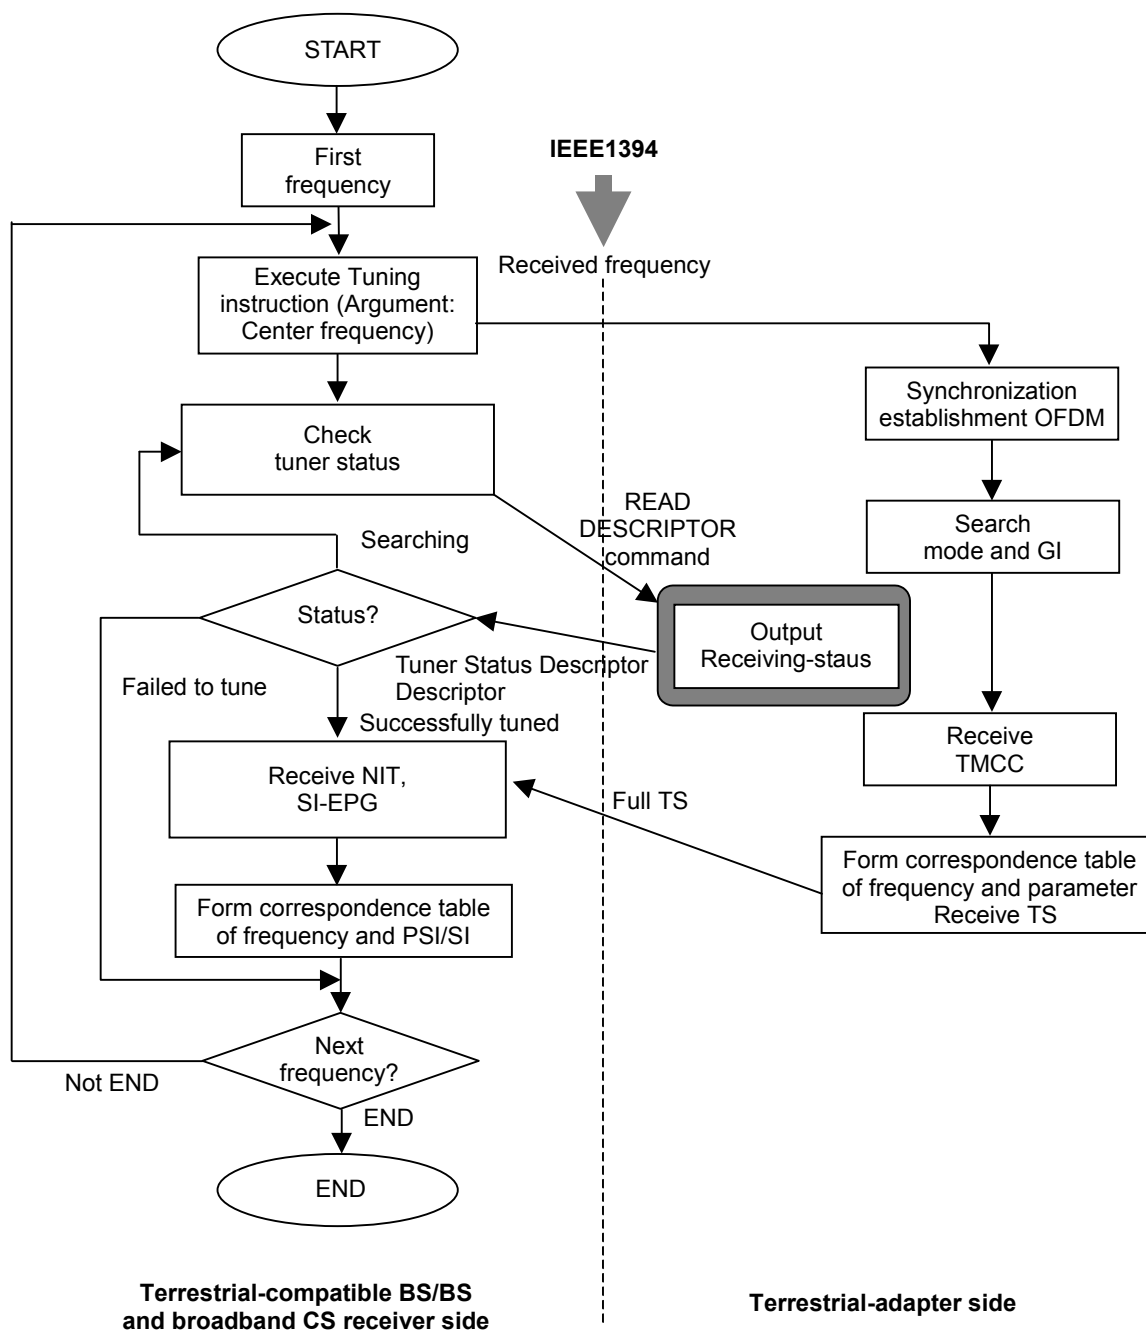 START
First
frequency
IEEE1394
Received frequency
Execute Tuning
instruction (Argument:
Center frequency)
Synchronization
establishment OFDM
Check
tuner status
READ
DESCRIPTOR
command
Search
mode and GI
Searching
Status?
Output
Receiving-staus
Tuner Status Descriptor
Descriptor
Failed to tune
Successfully tuned
Receive
TMCC
Receive NIT,
SI-EPG
Full TS
Form correspondence table
of frequency and parameter
Receive TS
Form correspondence table
of frequency and PSI/SI
Next
frequency?
Not END
END
END
Terrestrial-compatible BS/BS
and broadband CS receiver side
Terrestrial-adapter side